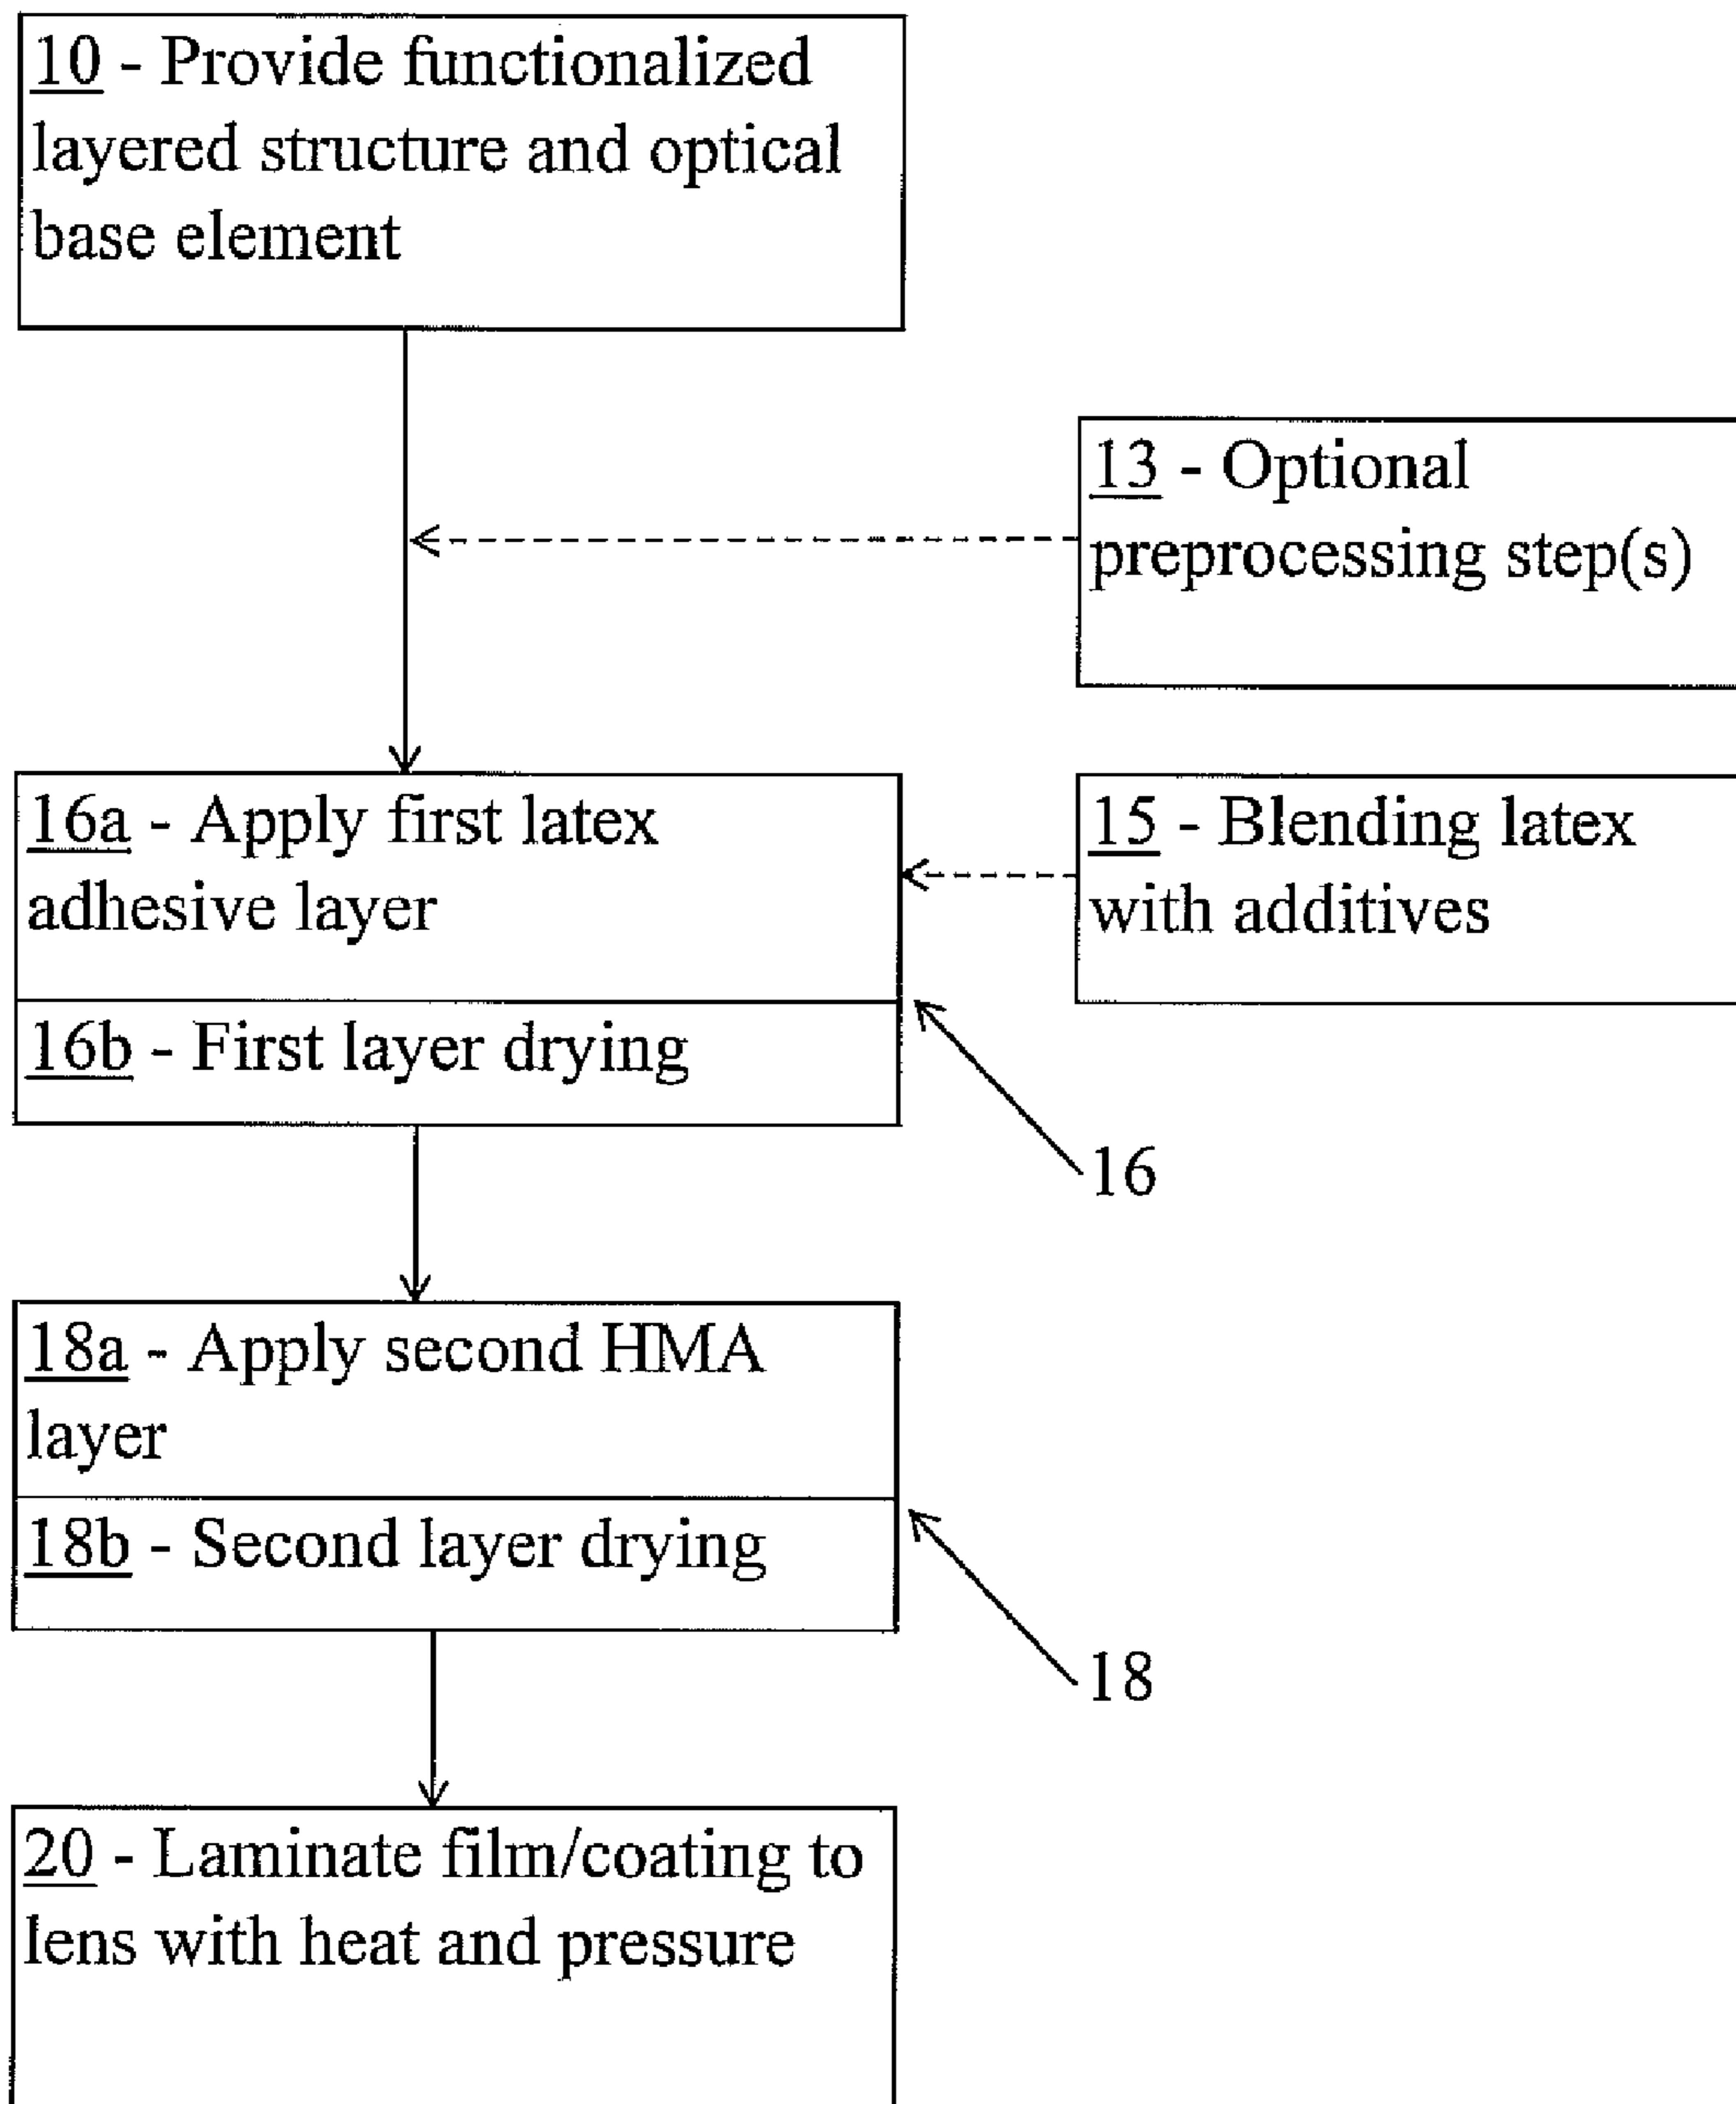 10 - Provide functionalized
layered structure and optical
base element
13 - Optional
preprocessing step(s)
16a - Apply first latex
adhesive layer
15 - Blending latex
with additives
16b - First layer drying
16
18a - Apply second HMA
layer
18b - Second layer drying
18
20 - Laminate film/coating to
lens with heat and pressure